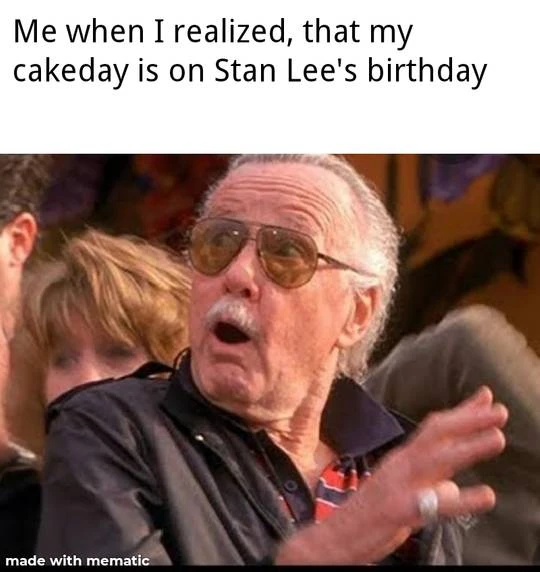 Me when I realized, that my
cakeday is on Stan Lee's birthday
made with mematic